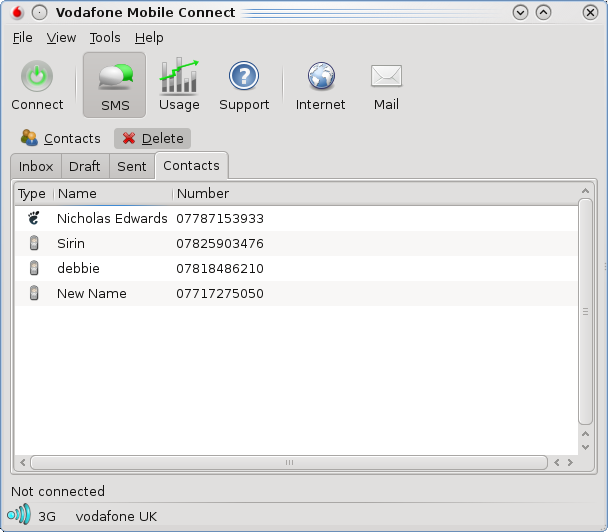 Vodafone Mobile Connect
File View Tools Help
Connect SMS Usage Support Internet Mail
Contacts Delete
Inbox Draft Sent Contacts
Type Name Number
Nicholas Edwards 07787153933
Sirin 07825903476
debbie 07818486210
New Name 07717275050
Not connected
3G vodafone UK